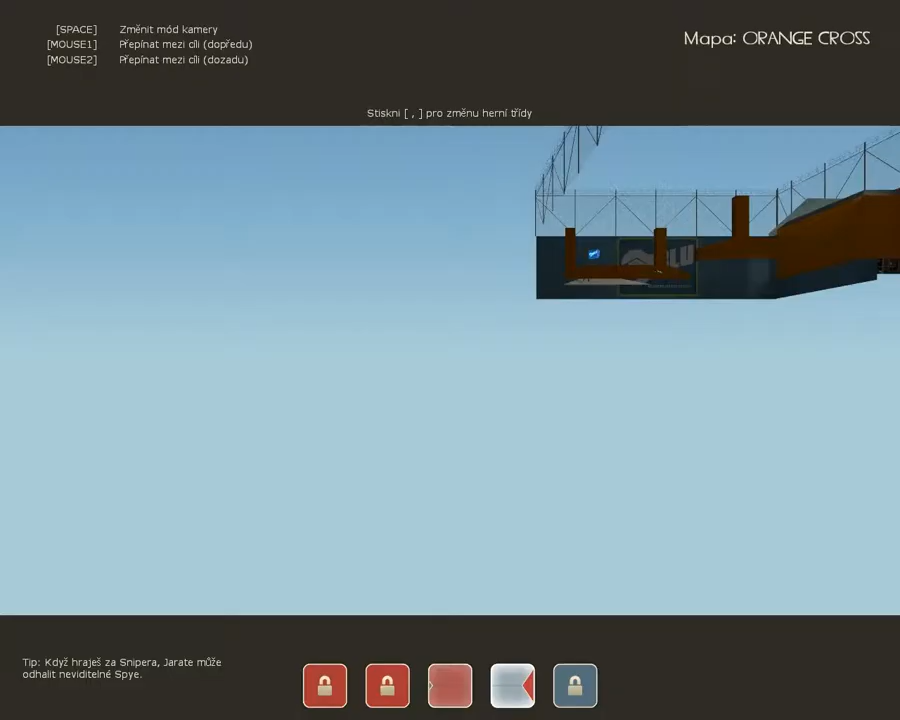 [SPACE] Změnit mód kamery
[MOUSE1] Přepínat mezi cíli (dopředu)
[MOUSE2] Přepínat mezi cíli (dozadu)
Mapa: ORANGE CROSS
Stiskni [ , ] pro změnu herní třídy
BLU
Tip: Když hraješ za Snipera, Jarate může
odhalit neviditelné Spye.